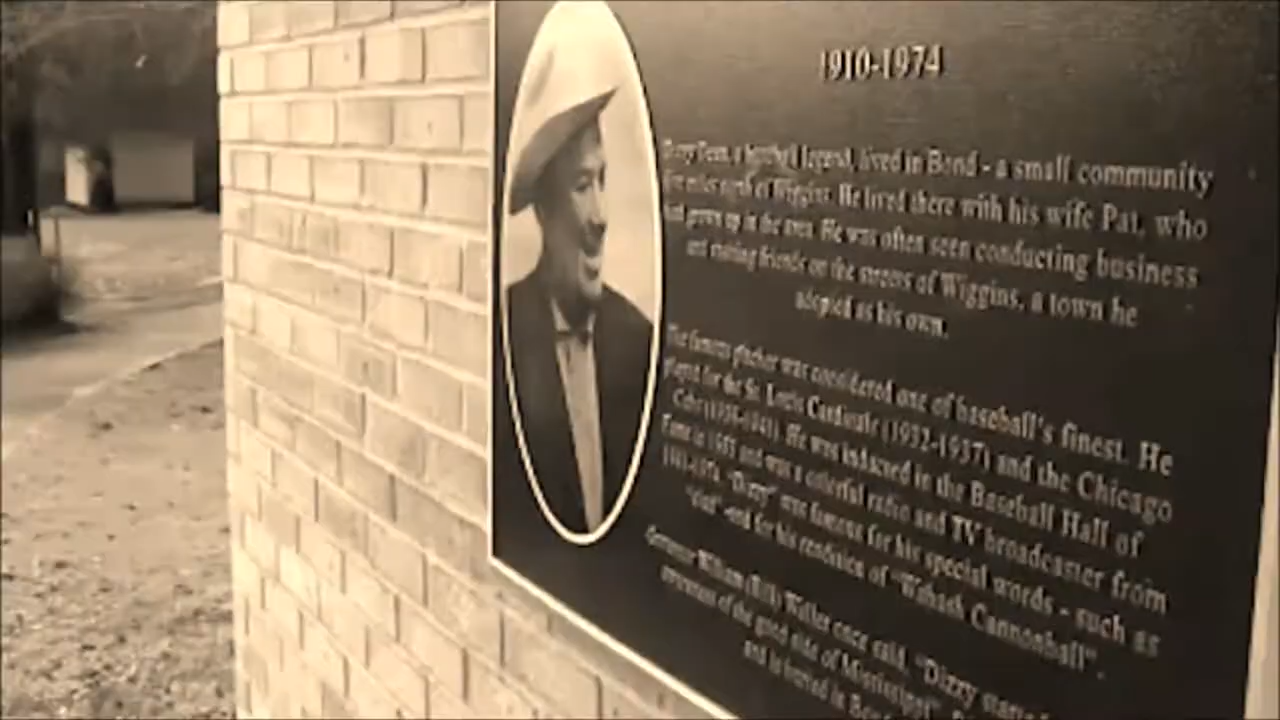 1910-1974
Dizzy Dean, a baseball legend, lived in Bond - a small community
five miles north of Wiggins. He lived there with his wife Pat, who
had grown up in the area. He was often seen conducting business
and visiting friends on the streets of Wiggins, a town he
adopted as his own.
The famous pitcher was considered one of baseball's finest. He
played for the St. Louis Cardinals (1932-1937) and the Chicago
Cubs (1938-1941). He was inducted in the Baseball Hall of
Fame in 1953 and was a colorful radio and TV broadcaster from
"Dizzy" was famous for his special words - such as
"slud" -and for his rendition of "Wabash Cannonball".
Governor William (Bill) Waller once said, "Dizzy
of the good side of Mississippi".
and is buried in Bond